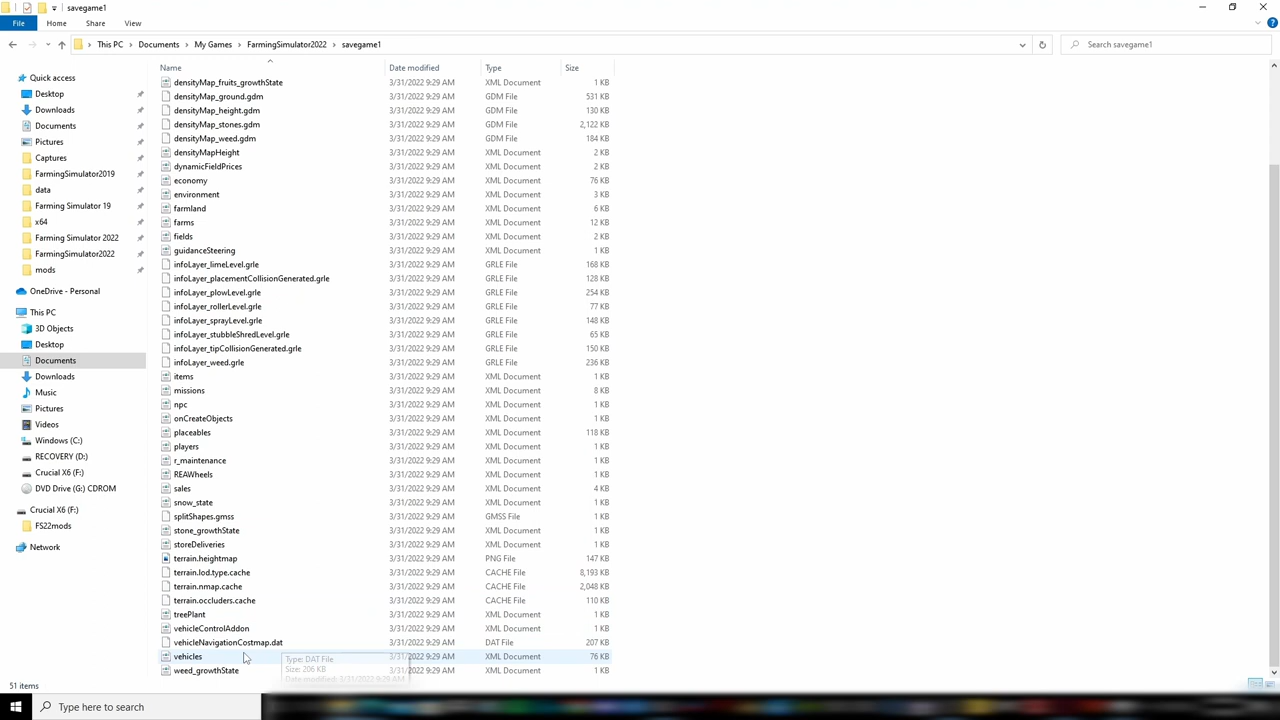 savegame1
File Home Share View
This PC Documents My Games FarmingSimulator2022 savegame1
Search savegame1
Name Date modified Type Size
Quick access
Desktop
Downloads
Documents
Pictures
Captures
FarmingSimulator2019
data
Farming Simulator 19
x64
Farming Simulator 2022
FarmingSimulator2022
mods
OneDrive - Personal
This PC
3D Objects
Desktop
Documents
Downloads
Music
Pictures
Videos
Windows (C:)
RECOVERY (D:)
Crucial X6 (F:)
DVD Drive (G:) CDROM
Crucial X6 (F:)
FS22mods
Network
densityMap_fruits_growthState 3/31/2022 9:29 AM XML Document 1 KB
densityMap_ground.gdm 3/31/2022 9:29 AM GDM File 531 KB
densityMap_height.gdm 3/31/2022 9:29 AM GDM File 130 KB
densityMap_stones.gdm 3/31/2022 9:29 AM GDM File 2,122 KB
densityMap_weed.gdm 3/31/2022 9:29 AM GDM File 184 KB
densityMapHeight 3/31/2022 9:29 AM XML Document 2 KB
dynamicFieldPrices 3/31/2022 9:29 AM XML Document 2 KB
economy 3/31/2022 9:29 AM XML Document 76 KB
environment 3/31/2022 9:29 AM XML Document 3 KB
farmland 3/31/2022 9:29 AM XML Document 6 KB
farms 3/31/2022 9:29 AM XML Document 12 KB
fields 3/31/2022 9:29 AM XML Document 2 KB
guidanceSteering 3/31/2022 9:29 AM XML Document 1 KB
infoLayer_limeLevel.grle 3/31/2022 9:29 AM GRLE File 168 KB
infoLayer_placementCollisionGenerated.grle 3/31/2022 9:29 AM GRLE File 128 KB
infoLayer_plowLevel.grle 3/31/2022 9:29 AM GRLE File 254 KB
infoLayer_rollerLevel.grle 3/31/2022 9:29 AM GRLE File 77 KB
infoLayer_sprayLevel.grle 3/31/2022 9:29 AM GRLE File 148 KB
infoLayer_stubbleShredLevel.grle 3/31/2022 9:29 AM GRLE File 65 KB
infoLayer_tipCollisionGenerated.grle 3/31/2022 9:29 AM GRLE File 150 KB
infoLayer_weed.grle 3/31/2022 9:29 AM GRLE File 236 KB
items 3/31/2022 9:29 AM XML Document 1 KB
missions 3/31/2022 9:29 AM XML Document 8 KB
npc 3/31/2022 9:29 AM XML Document 1 KB
onCreateObjects 3/31/2022 9:29 AM XML Document 1 KB
placeables 3/31/2022 9:29 AM XML Document 118 KB
players 3/31/2022 9:29 AM XML Document 1 KB
r_maintenance 3/31/2022 9:29 AM XML Document 1 KB
REAWheels 3/31/2022 9:29 AM XML Document 1 KB
sales 3/31/2022 9:29 AM XML Document 4 KB
snow_state 3/31/2022 9:29 AM XML Document 1 KB
splitShapes.gmss 3/31/2022 9:29 AM GMSS File 1 KB
stone_growthState 3/31/2022 9:29 AM XML Document 1 KB
storeDeliveries 3/31/2022 9:29 AM XML Document 1 KB
terrain.heightmap 3/31/2022 9:29 AM PNG File 147 KB
terrain.lod.type.cache 3/31/2022 9:29 AM CACHE File 8,193 KB
terrain.nmap.cache 3/31/2022 9:29 AM CACHE File 2,048 KB
terrain.occluders.cache 3/31/2022 9:29 AM CACHE File 110 KB
treePlant 3/31/2022 9:29 AM XML Document 1 KB
vehicleControlAddon 3/31/2022 9:29 AM XML Document 1 KB
vehicleNavigationCostmap.dat 3/31/2022 9:29 AM DAT File 207 KB
vehicles 3/31/2022 9:29 AM XML Document 76 KB
weed_growthState 3/31/2022 9:29 AM XML Document 1 KB
Type: DAT File
Size: 206 KB
Date modified: 3/31/2022 9:29 AM
51 items
Type here to search